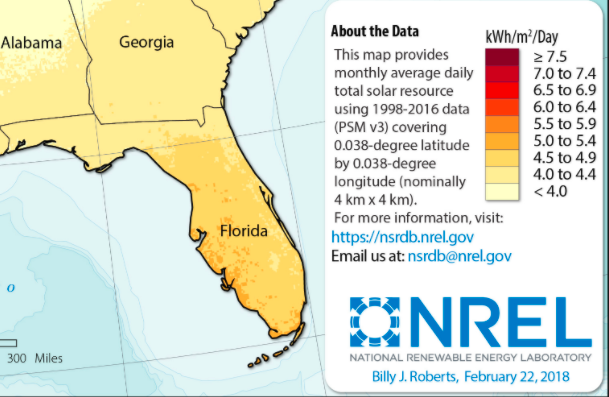 Alabama
Georgia
Florida
o
300 Miles
About the Data
This map provides
monthly average daily
total solar resource
using 1998-2016 data
(PSM v3) covering
0.038-degree latitude
by 0.038-degree
longitude (nominally
4 km x 4 km).
For more information, visit:
https://nsrdb.nrel.gov
Email us at: nsrdb@nrel.gov
kWh/m²/Day
≥ 7.5
7.0 to 7.4
6.5 to 6.9
6.0 to 6.4
5.5 to 5.9
5.0 to 5.4
4.5 to 4.9
4.0 to 4.4
< 4.0
NREL
NATIONAL RENEWABLE ENERGY LABORATORY
Billy J. Roberts, February 22, 2018